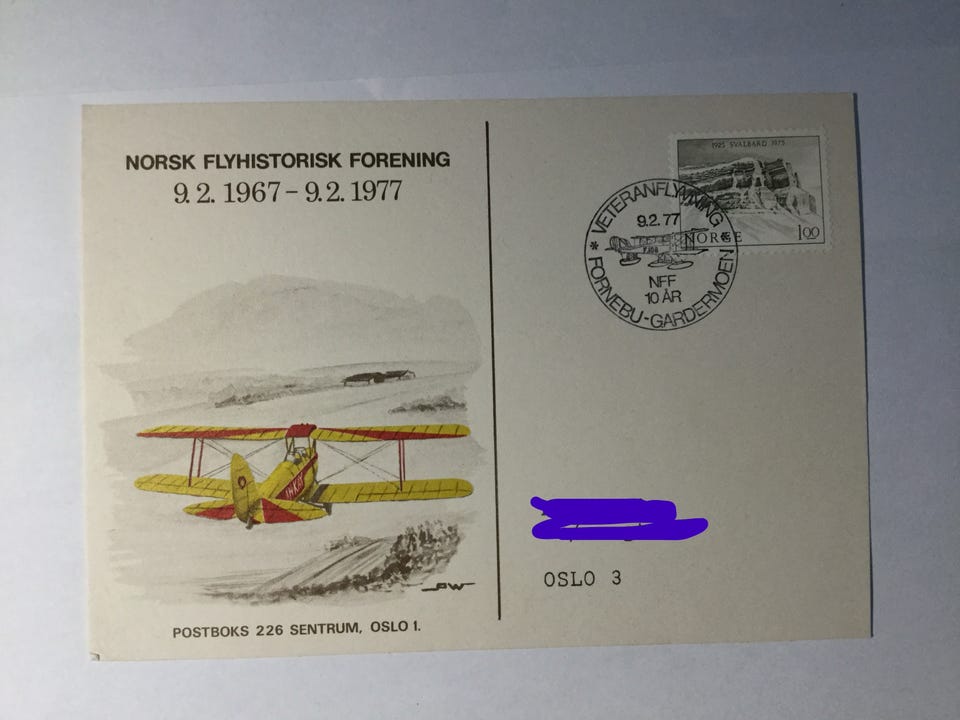 NORSK FLYHISTORISK FORENING
9.2.1967 – 9.2.1977
POSTBOKS 226 SENTRUM, OSLO 1.
1925 SVALBARD 1975
NORGE
1.00
* VETERANFLYVNING *
9.2.77
NFF
10 ÅR
FORNEBU-GARDERMOEN
OSLO 3